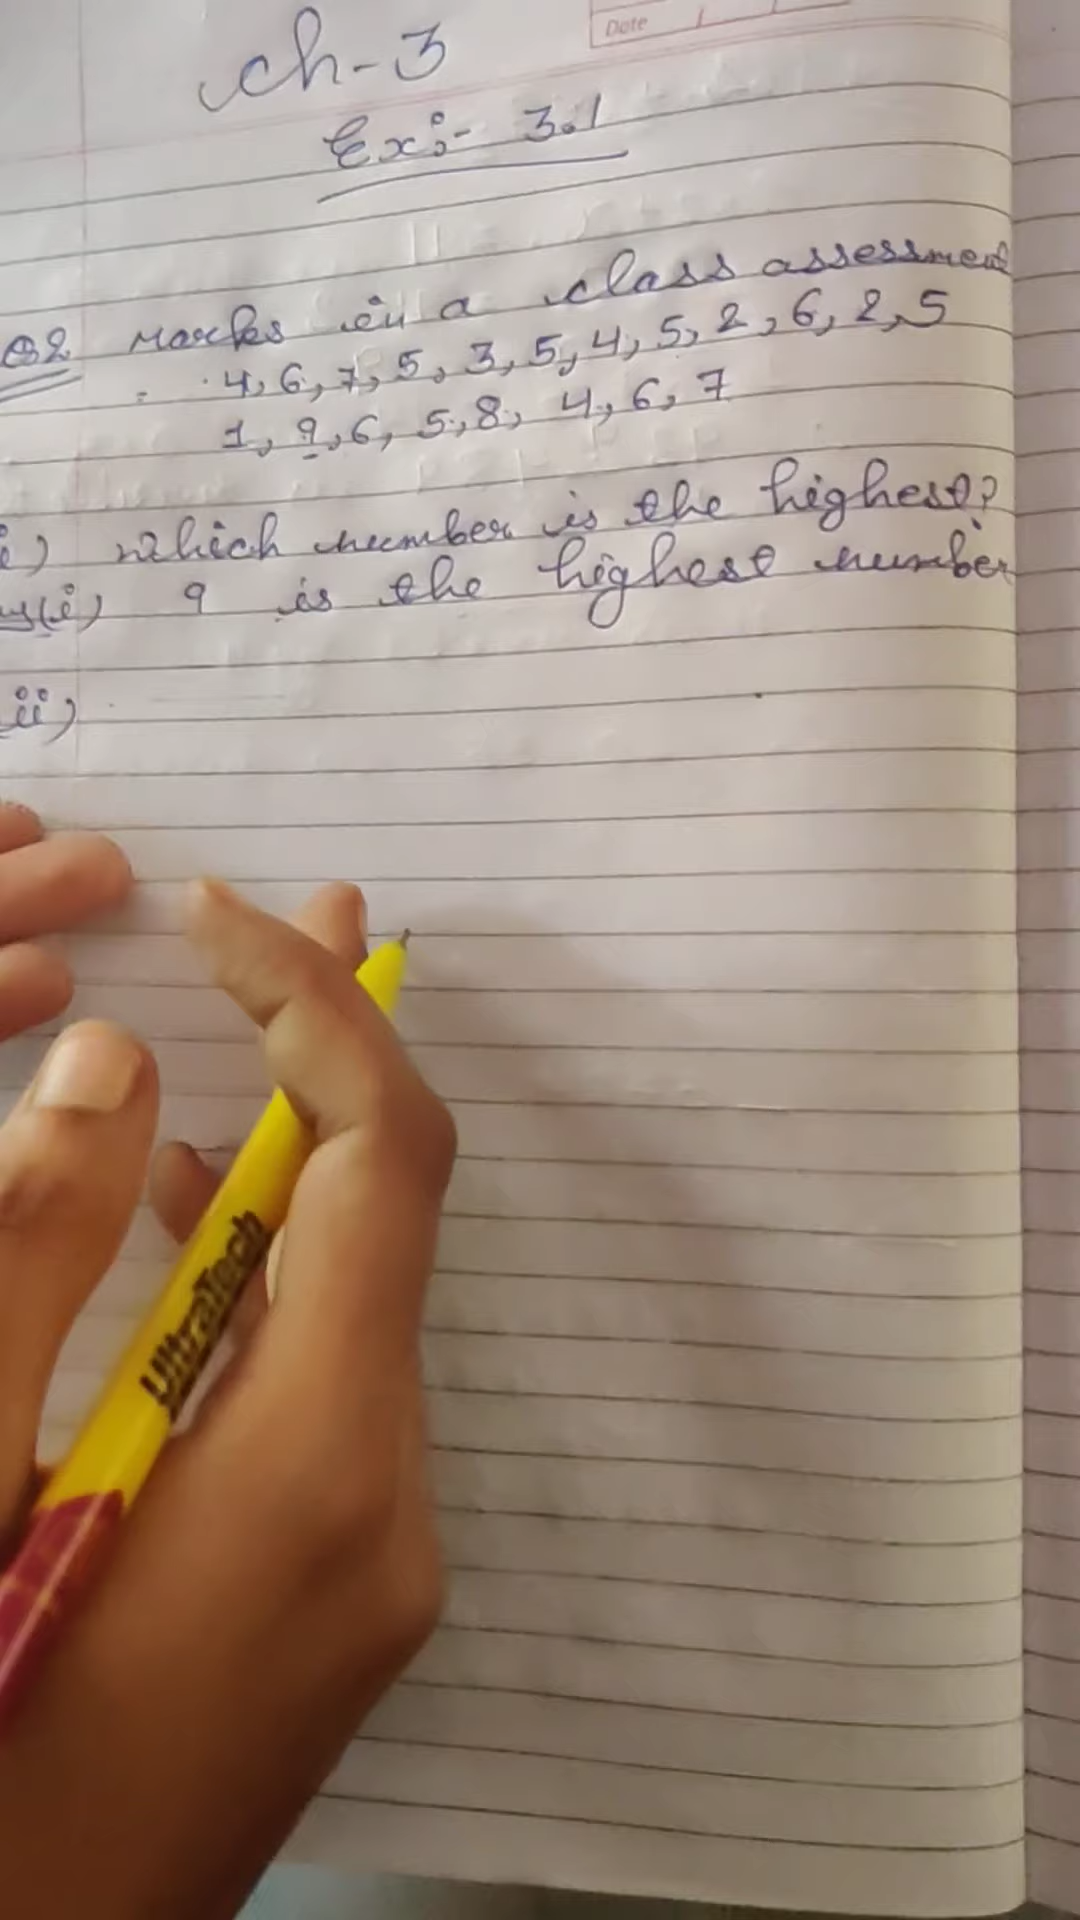 Date
ch-3
Ex:- 3.1
Q2 Marks in a class assessment
= 4, 6, 7, 5, 3, 5, 4, 5, 2, 6, 2, 5
1, 9, 6, 5, 8, 4, 6, 7
i) which number is the highest?
(i) 9 is the highest number
ii)
UltraTech